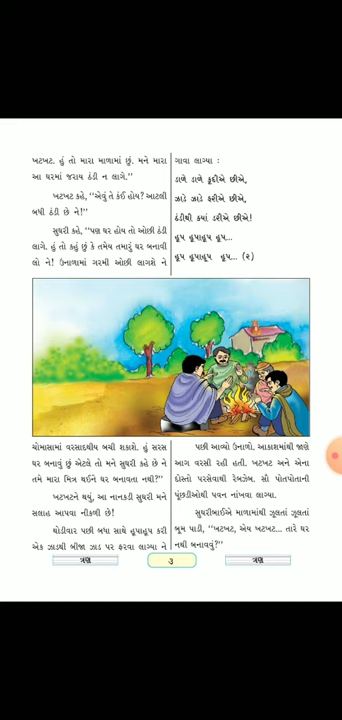 ખટખટ. હું તો મારા માળામાં છું. મને મારા
આ ઘરમાં જરાય ઠંડી ન લાગે.”
ખટખટ કહે, “એવું તે કંઈ હોય? આટલી
બધી ઠંડી છે ને!”
સુઘરી કહે, “પણ ઘર હોય તો ઓછી ઠંડી
લાગે. હું તો કહું છું કે તમેય તમારું ઘર બનાવી
લો ને! ઉનાળામાં ગરમી ઓછી લાગશે ને
ચોમાસામાં વરસાદથીય બચી શકાશે. હું સરસ
ઘર બનાવું છું એટલે તો મને સુઘરી કહે છે ને
તમે મારા મિત્ર થઈને ઘર બનાવતા નથી?”
ખટખટને થયું, આ નાનકડી સુઘરી મને
સલાહ આપવા નીકળી છે!
થોડીવાર પછી બધા સાથે હૂપાહૂપ કરી
એક ઝાડથી બીજા ઝાડ પર ફરવા લાગ્યા ને
ગાવા લાગ્યા :
ડાળે ડાળે કૂદીએ છીએ,
ઝાડે ઝાડે ફરીએ છીએ,
ઠંડીથી ક્યાં ડરીએ છીએ!
હૂપ હૂપાહૂપ હૂપ...
હૂપ હૂપાહૂપ હૂપ... (૨)
પછી આવ્યો ઉનાળો. આકાશમાંથી જાણે
આગ વરસી રહી હતી. ખટખટ અને એના
દોસ્તો પરસેવાથી રેબઝેબ. સૌ પોતપોતાની
પૂંછડીઓથી પવન નાંખવા લાગ્યા.
સુઘરીબાઈએ માળામાં ઝૂલતાં ઝૂલતાં
બૂમ પાડી, “ખટખટ, એય ખટખટ... તારે ઘર
નથી બનાવવું?”
ત્રણ
૩
ત્રણ